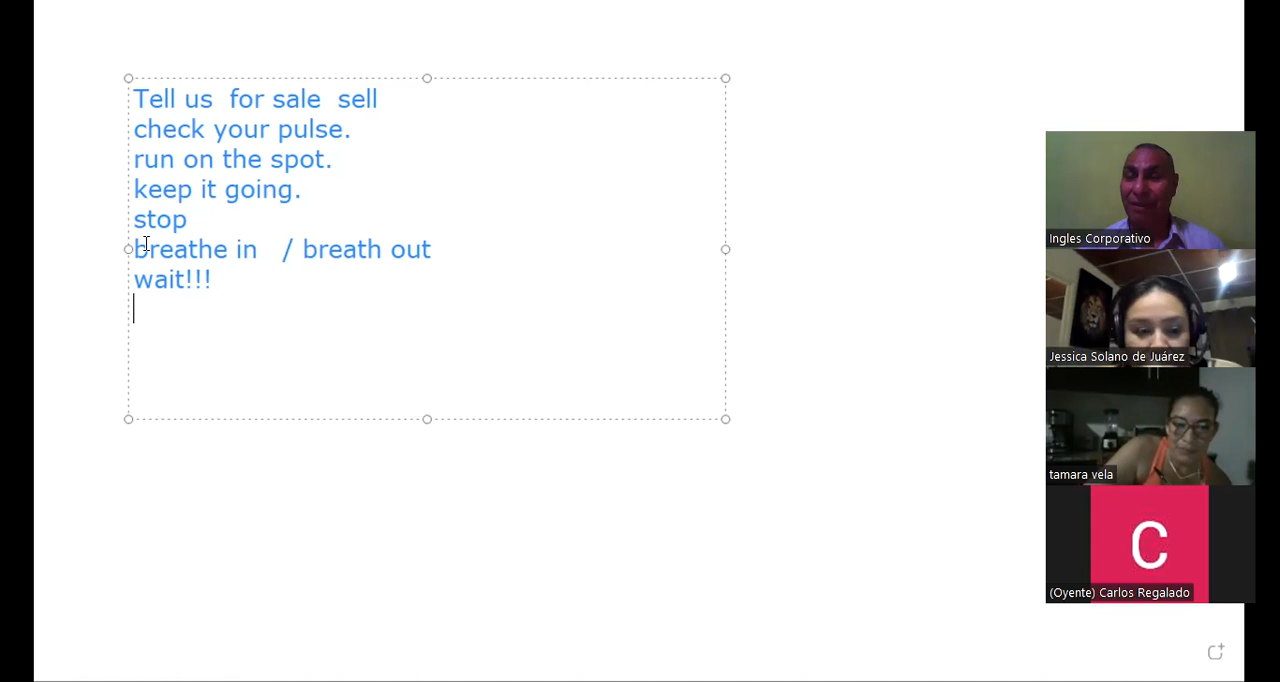 Tell us  for sale  sell
check your pulse.
run on the spot.
keep it going.
stop
breathe in   / breath out
wait!!!
Ingles Corporativo
Jessica Solano de Juárez
tamara vela
C
(Oyente) Carlos Regalado